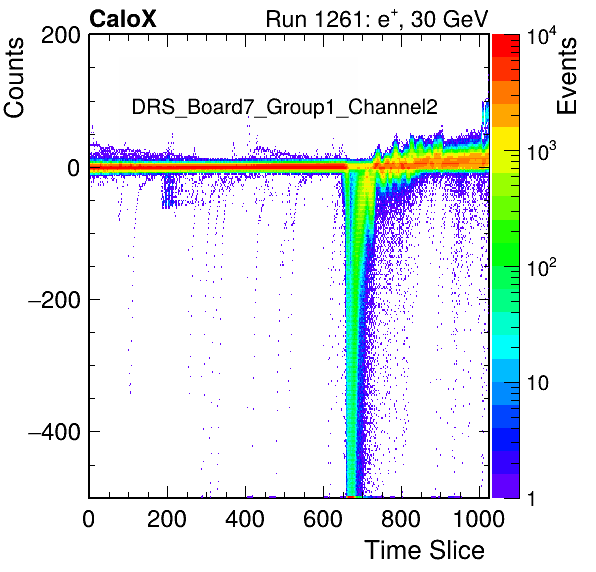 CaloX Run 1261: e+, 30 GeV
DRS_Board7_Group1_Channel2
Counts
200
0
−200
−400
0 200 400 600 800 1000
Time Slice
Events
10^4
10^3
10^2
10
1